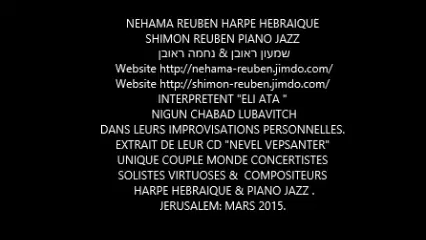 NEHAMA REUBEN HARPE HEBRAIQUE
SHIMON REUBEN PIANO JAZZ
שמעון ראובן & נחמה ראובן
Website http://nehama-reuben.jimdo.com/
Website http://shimon-reuben.jimdo.com/
INTERPRETENT "ELI ATA "
NIGUN CHABAD LUBAVITCH
DANS LEURS IMPROVISATIONS PERSONNELLES.
EXTRAIT DE LEUR CD "NEVEL VEPSANTER"
UNIQUE COUPLE MONDE CONCERTISTES
SOLISTES VIRTUOSES & COMPOSITEURS
HARPE HEBRAIQUE & PIANO JAZZ .
JERUSALEM: MARS 2015.